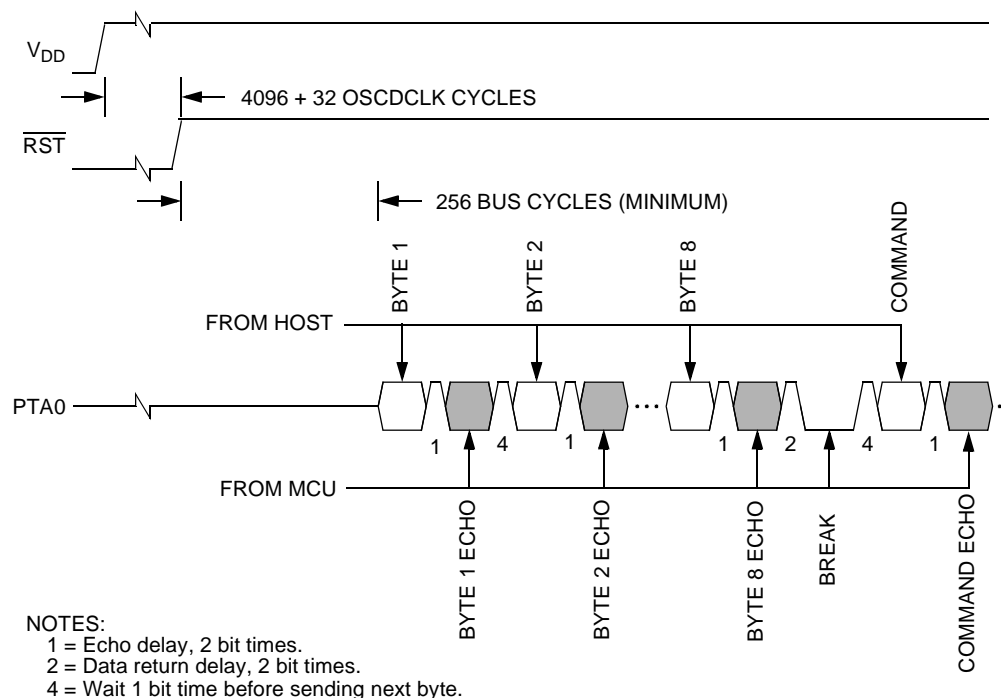 VDD
4096 + 32 OSCDCLK CYCLES
RST
256 BUS CYCLES (MINIMUM)
BYTE 1
BYTE 2
BYTE 8
COMMAND
FROM HOST
PTA0
1
4
1
1
2
4
1
FROM MCU
BYTE 1 ECHO
BYTE 2 ECHO
BYTE 8 ECHO
BREAK
COMMAND ECHO
NOTES:
1 = Echo delay, 2 bit times.
2 = Data return delay, 2 bit times.
4 = Wait 1 bit time before sending next byte.